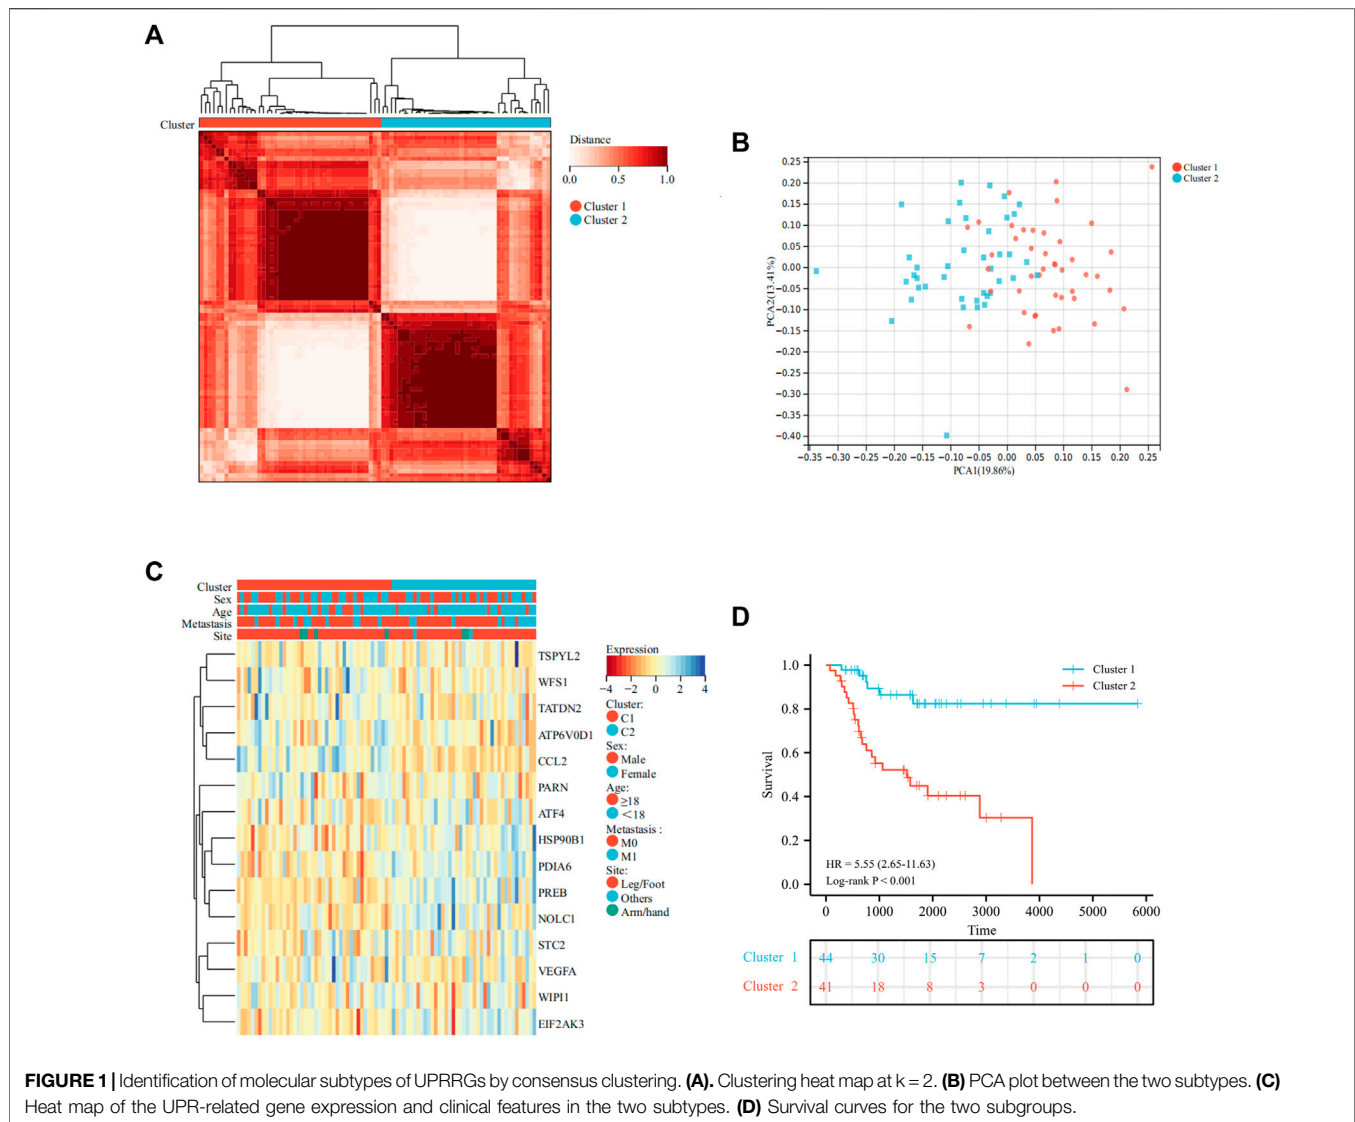 A
Cluster
Distance
0.0 0.5 1.0
Cluster 1
Cluster 2
B
0.25
0.20
0.15
0.10
0.05
0.00
−0.05
−0.10
−0.15
−0.20
−0.25
−0.30
−0.35
−0.40
PCA2(13.41%)
−0.35 −0.30 −0.25 −0.20 −0.15 −0.10 −0.05 0.00 0.05 0.10 0.15 0.20 0.25
PCA1(19.86%)
Cluster 1
Cluster 2
C
Cluster
Sex
Age
Metastasis
Site
TSPYL2
WFS1
TATDN2
ATP6V0D1
CCL2
PARN
ATF4
HSP90B1
PDIA6
PREB
NOLC1
STC2
VEGFA
WIPI1
EIF2AK3
Expression
−4 −2 0 2 4
Cluster:
C1
C2
Sex:
Male
Female
Age:
≥18
<18
Metastasis :
M0
M1
Site:
Leg/Foot
Others
Arm/hand
D
1.0
0.8
0.6
0.4
0.2
0.0
Survival
Cluster 1
Cluster 2
HR = 5.55 (2.65-11.63)
Log-rank P < 0.001
0 1000 2000 3000 4000 5000 6000
Time
Cluster 1 44 30 15 7 2 1 0
Cluster 2 41 18 8 3 0 0 0
FIGURE 1 | Identification of molecular subtypes of UPRRGs by consensus clustering. (A). Clustering heat map at k = 2. (B) PCA plot between the two subtypes. (C)
Heat map of the UPR-related gene expression and clinical features in the two subtypes. (D) Survival curves for the two subgroups.